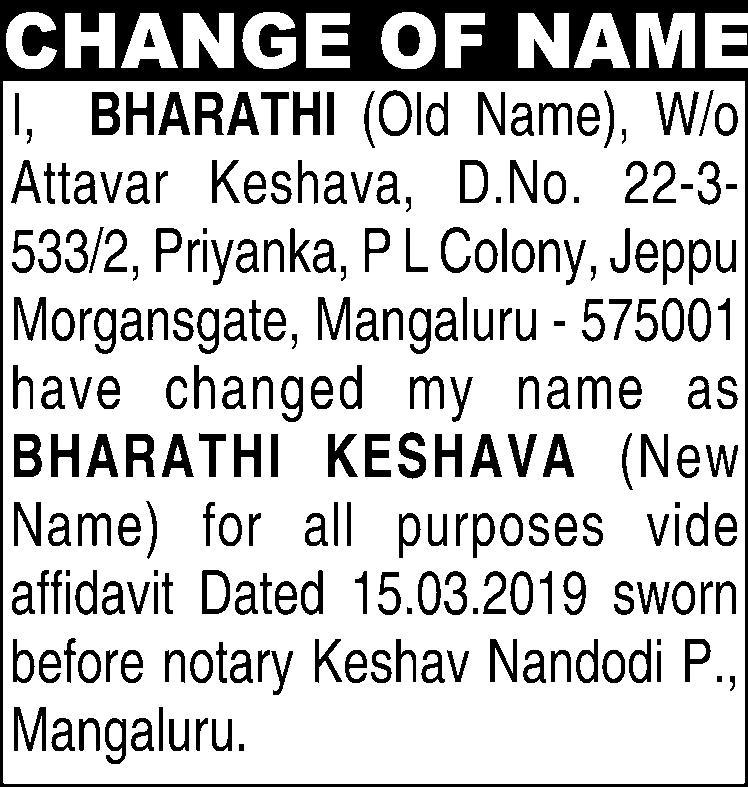 CHANGE OF NAME
I, BHARATHI (Old Name), W/o
Attavar Keshava, D.No. 22-3-
533/2, Priyanka, P L Colony, Jeppu
Morgansgate, Mangaluru - 575001
have changed my name as
BHARATHI KESHAVA (New
Name) for all purposes vide
affidavit Dated 15.03.2019 sworn
before notary Keshav Nandodi P.,
Mangaluru.